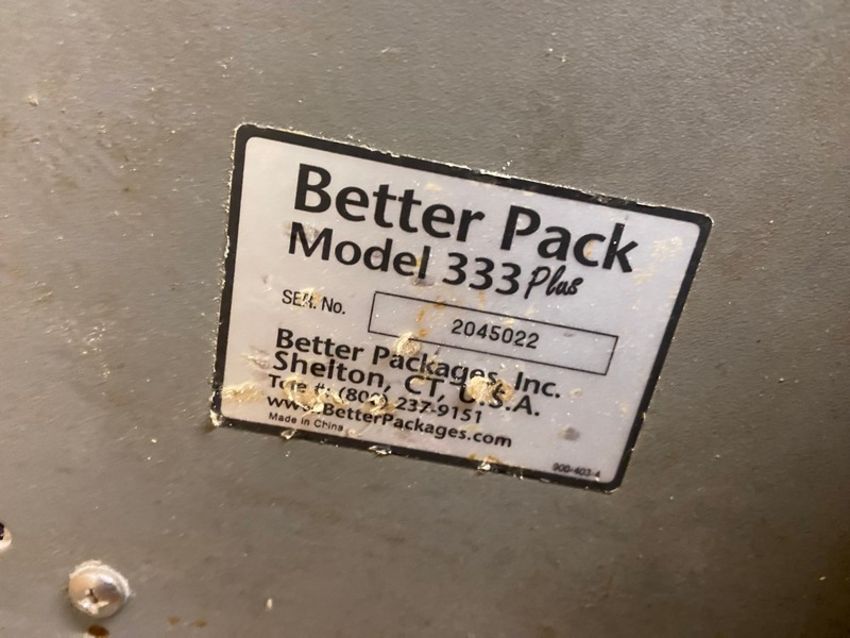 Better Pack
Model 333 Plus
SER. No. 2045022
Better Packages, Inc.
Shelton, CT, U.S.A.
237-9151
BetterPackages.com
Made in China
900-403-4